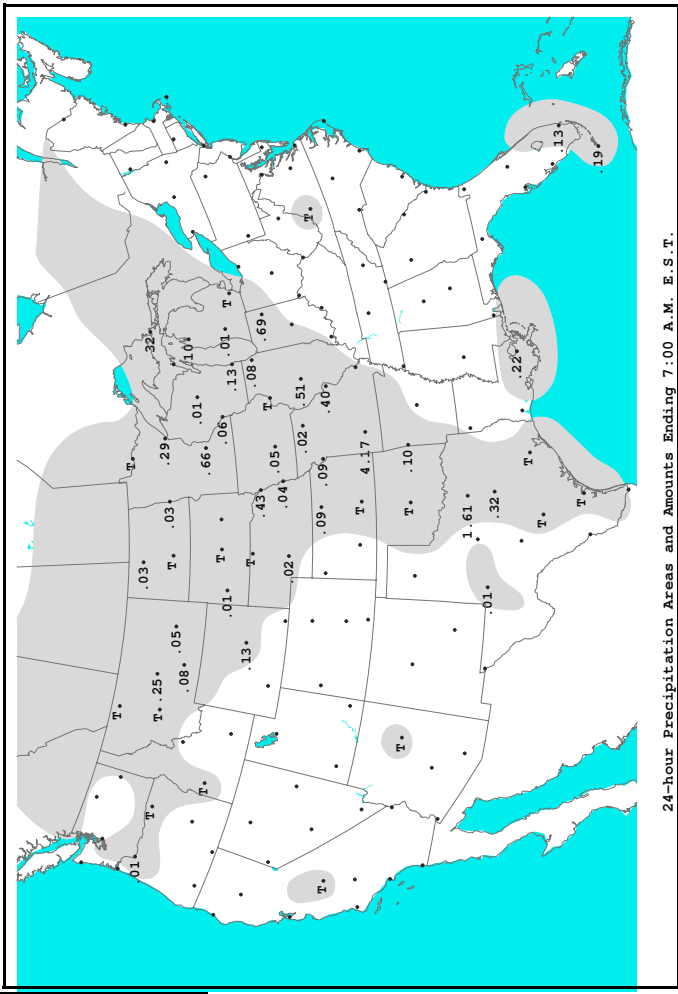 T
T
.01
.03
.32
T
T
.25
.29
.03
T
.05
.08
.10
.01
T
.66
T
.06
.01
T
.01
.13
.13
T
.08
.43
.69
T
.05
.04
.02
.51
.02
T
T
.09
.09
.40
T
4.17
T
T
.10
1.61
.01
.32
.22
T
T
.13
T
.19
24-hour Precipitation Areas and Amounts Ending 7:00 A.M. E.S.T.